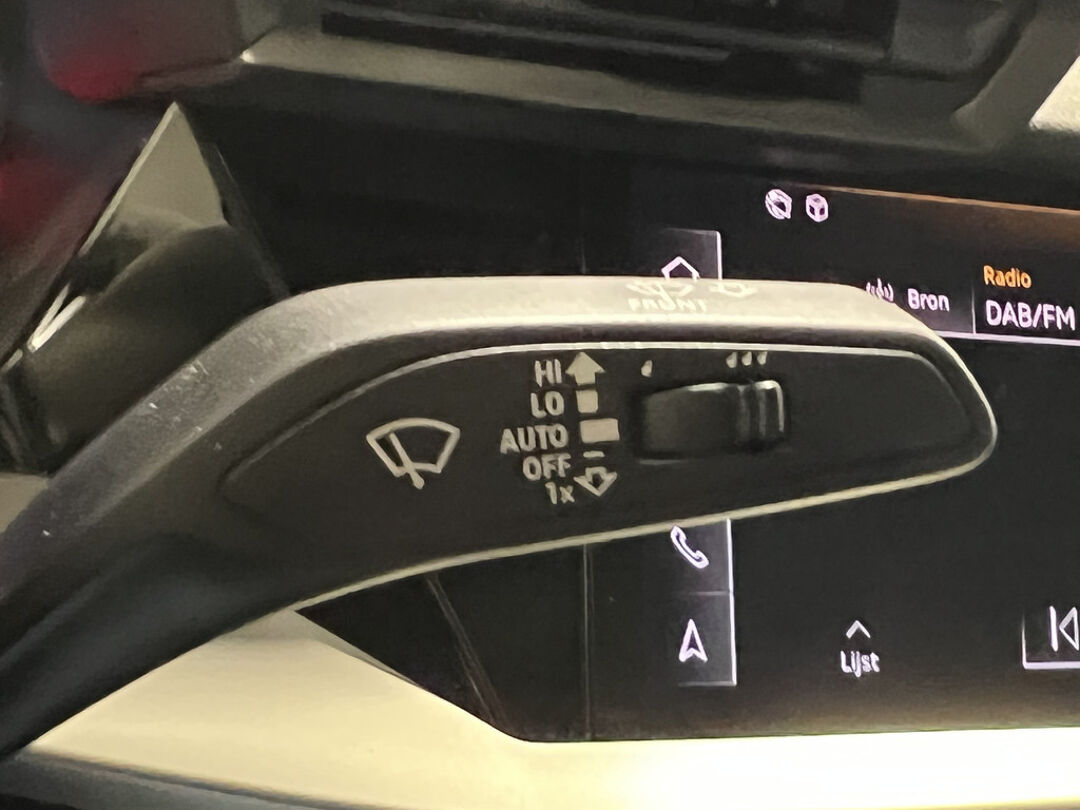 Radio
Bron
DAB/FM
FRONT
HI
LO
AUTO
OFF
1x
Lijst